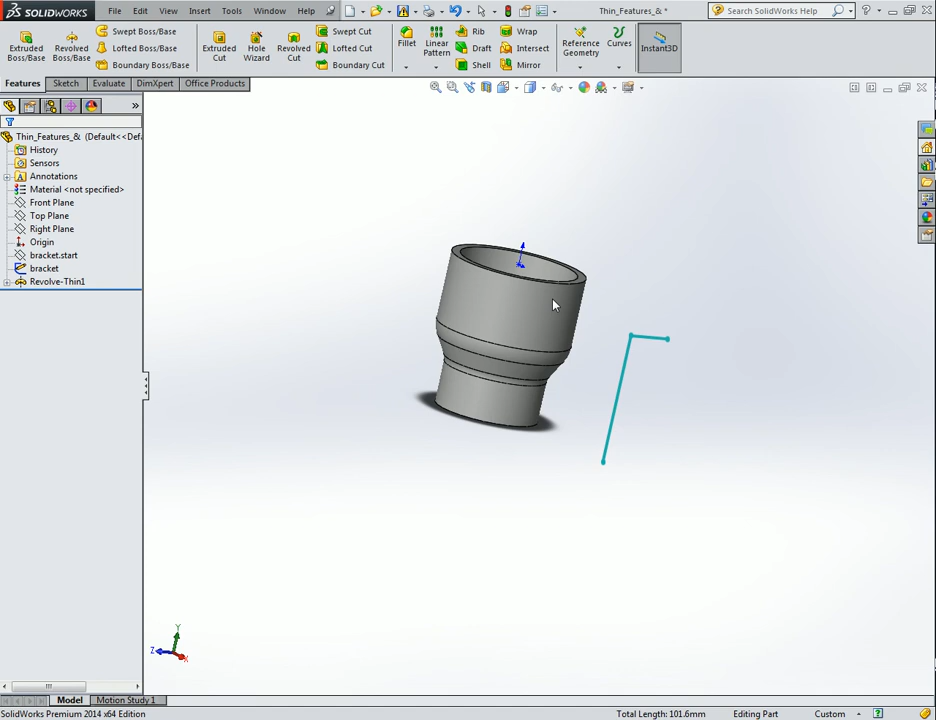 SOLIDWORKS File Edit View Insert Tools Window Help Thin_Features_& * Search SolidWorks Help
Extruded Boss/Base
Revolved Boss/Base
Swept Boss/Base
Lofted Boss/Base
Boundary Boss/Base
Extruded Cut
Hole Wizard
Revolved Cut
Swept Cut
Lofted Cut
Boundary Cut
Fillet
Linear Pattern
Rib
Draft
Shell
Wrap
Intersect
Mirror
Reference Geometry
Curves
Instant3D
Features Sketch Evaluate DimXpert Office Products
Thin_Features_& (Default<<Defa
History
Sensors
Annotations
Material <not specified>
Front Plane
Top Plane
Right Plane
Origin
bracket.start
bracket
Revolve-Thin1
Y
Z
X
Model Motion Study 1
SolidWorks Premium 2014 x64 Edition Total Length: 101.6mm Editing Part Custom